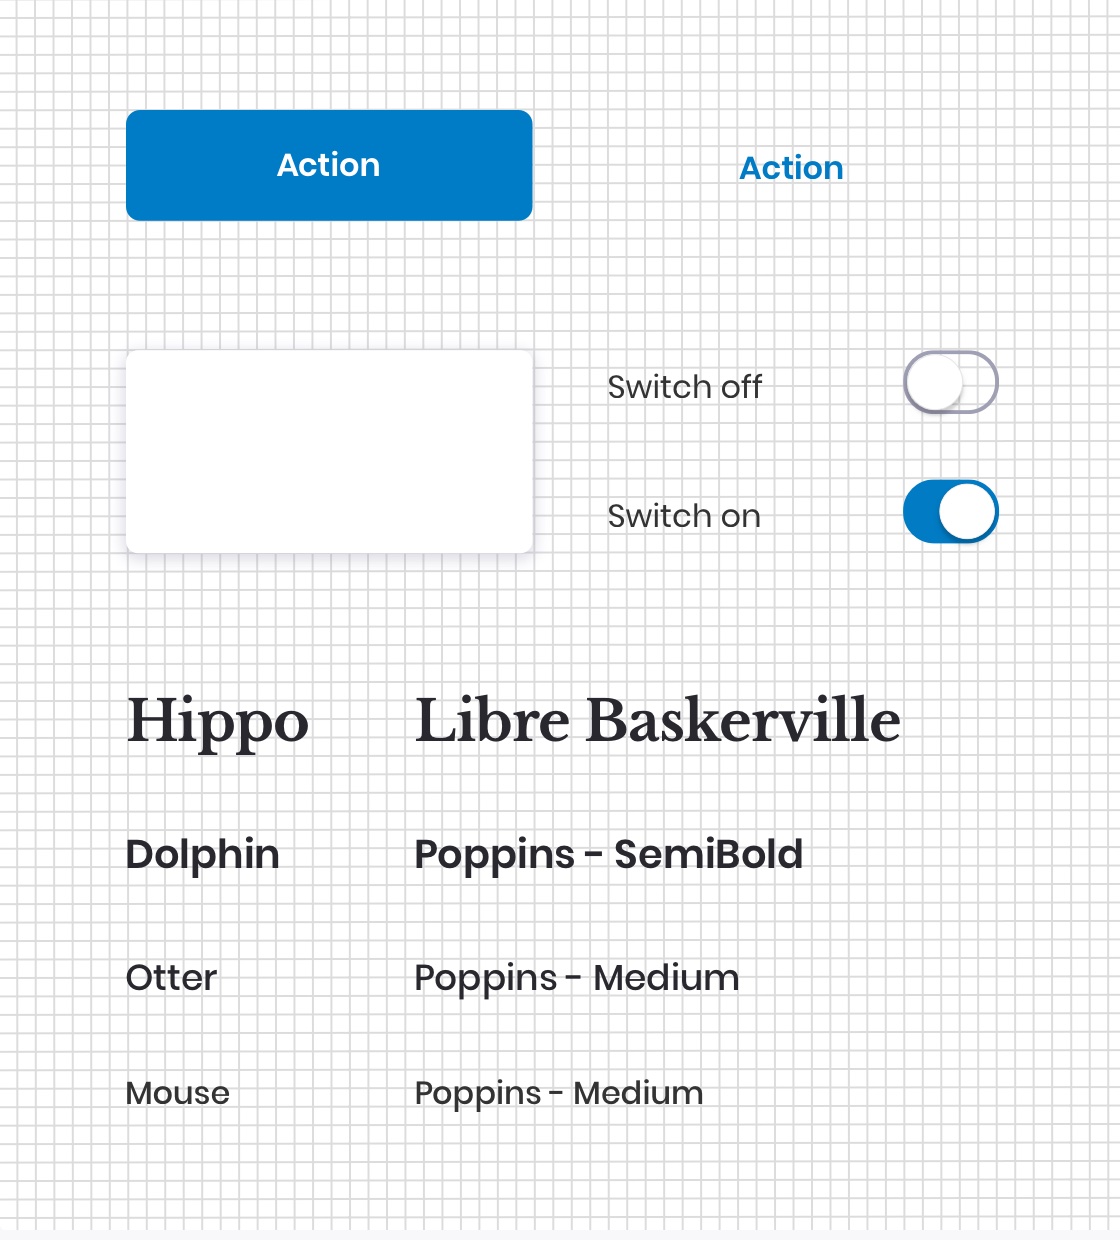 Action
Action
Switch off
Switch on
Hippo Libre Baskerville
Dolphin Poppins - SemiBold
Otter Poppins - Medium
Mouse Poppins - Medium